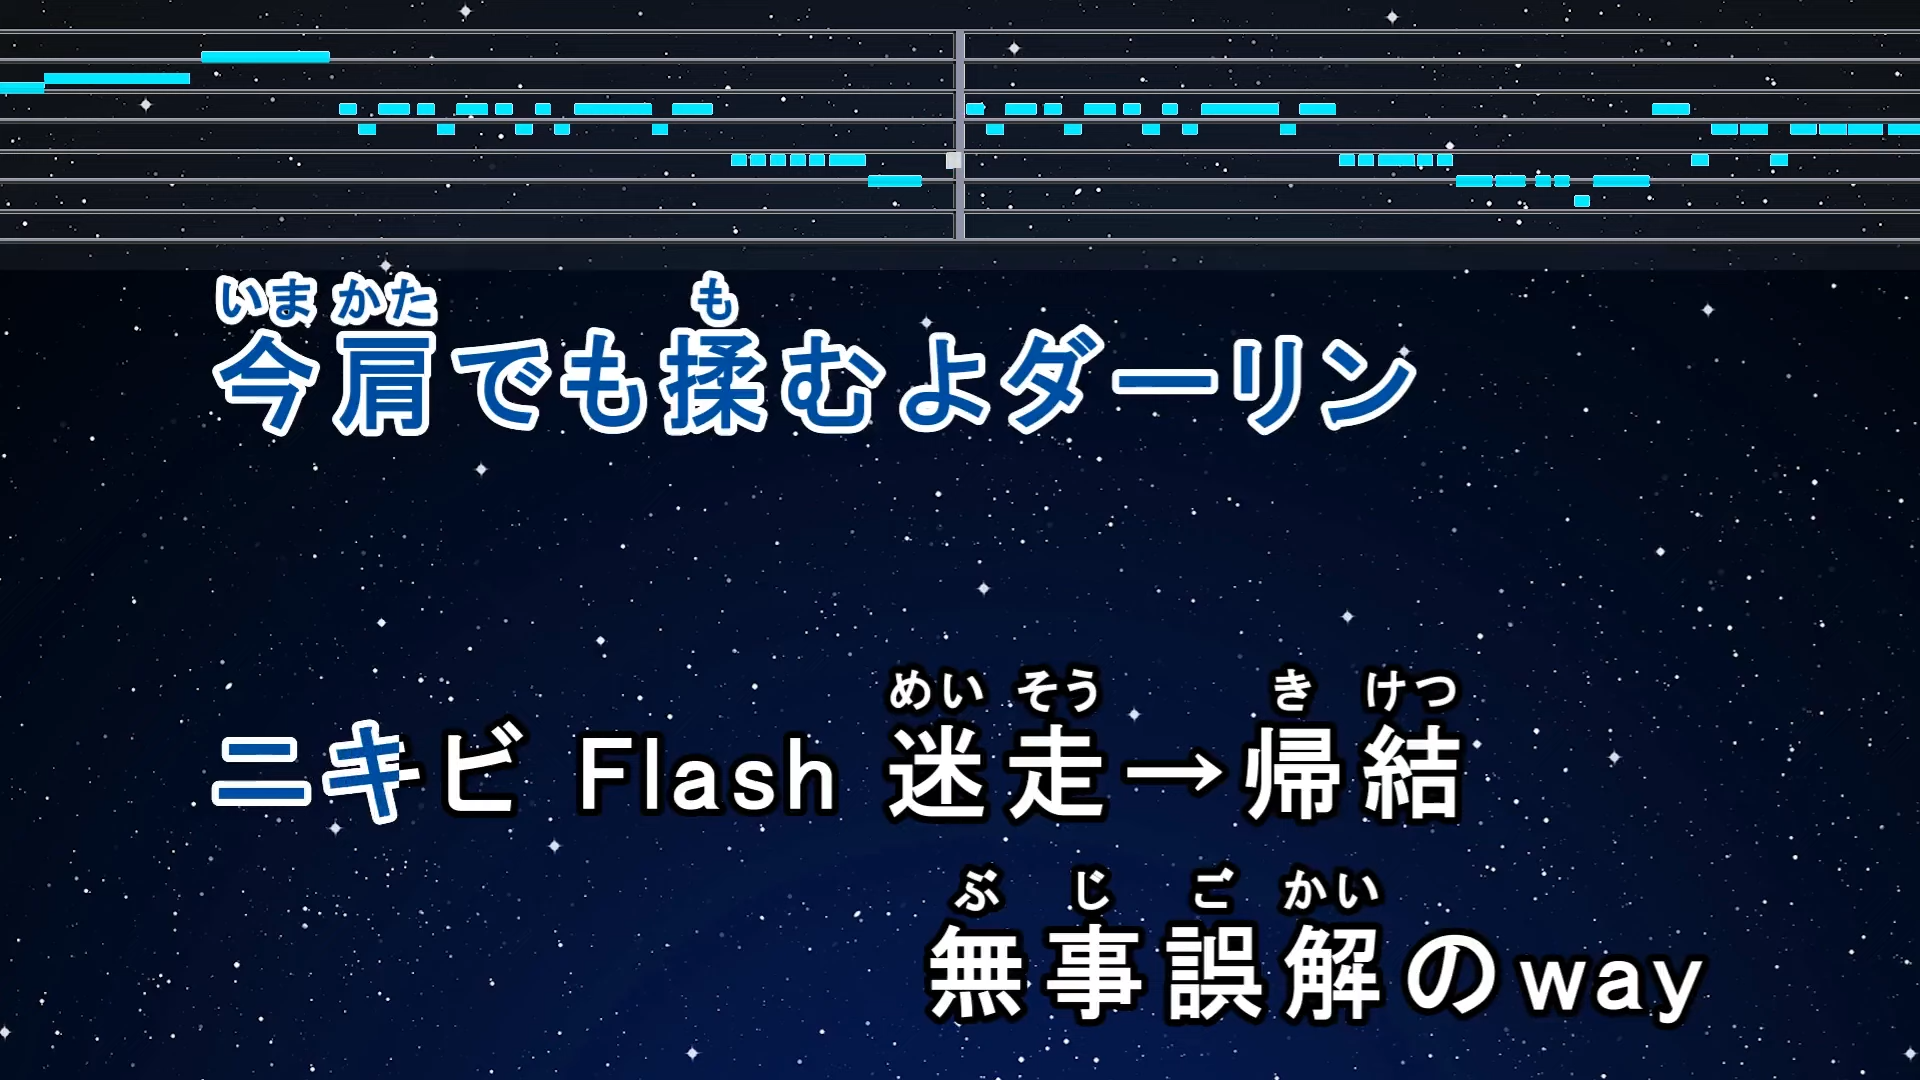 いま かた も
今肩でも揉むよダーリン
めい そう き けつ
ニキビ Flash 迷走→帰結
ぶ じ ご かい
無事誤解のway